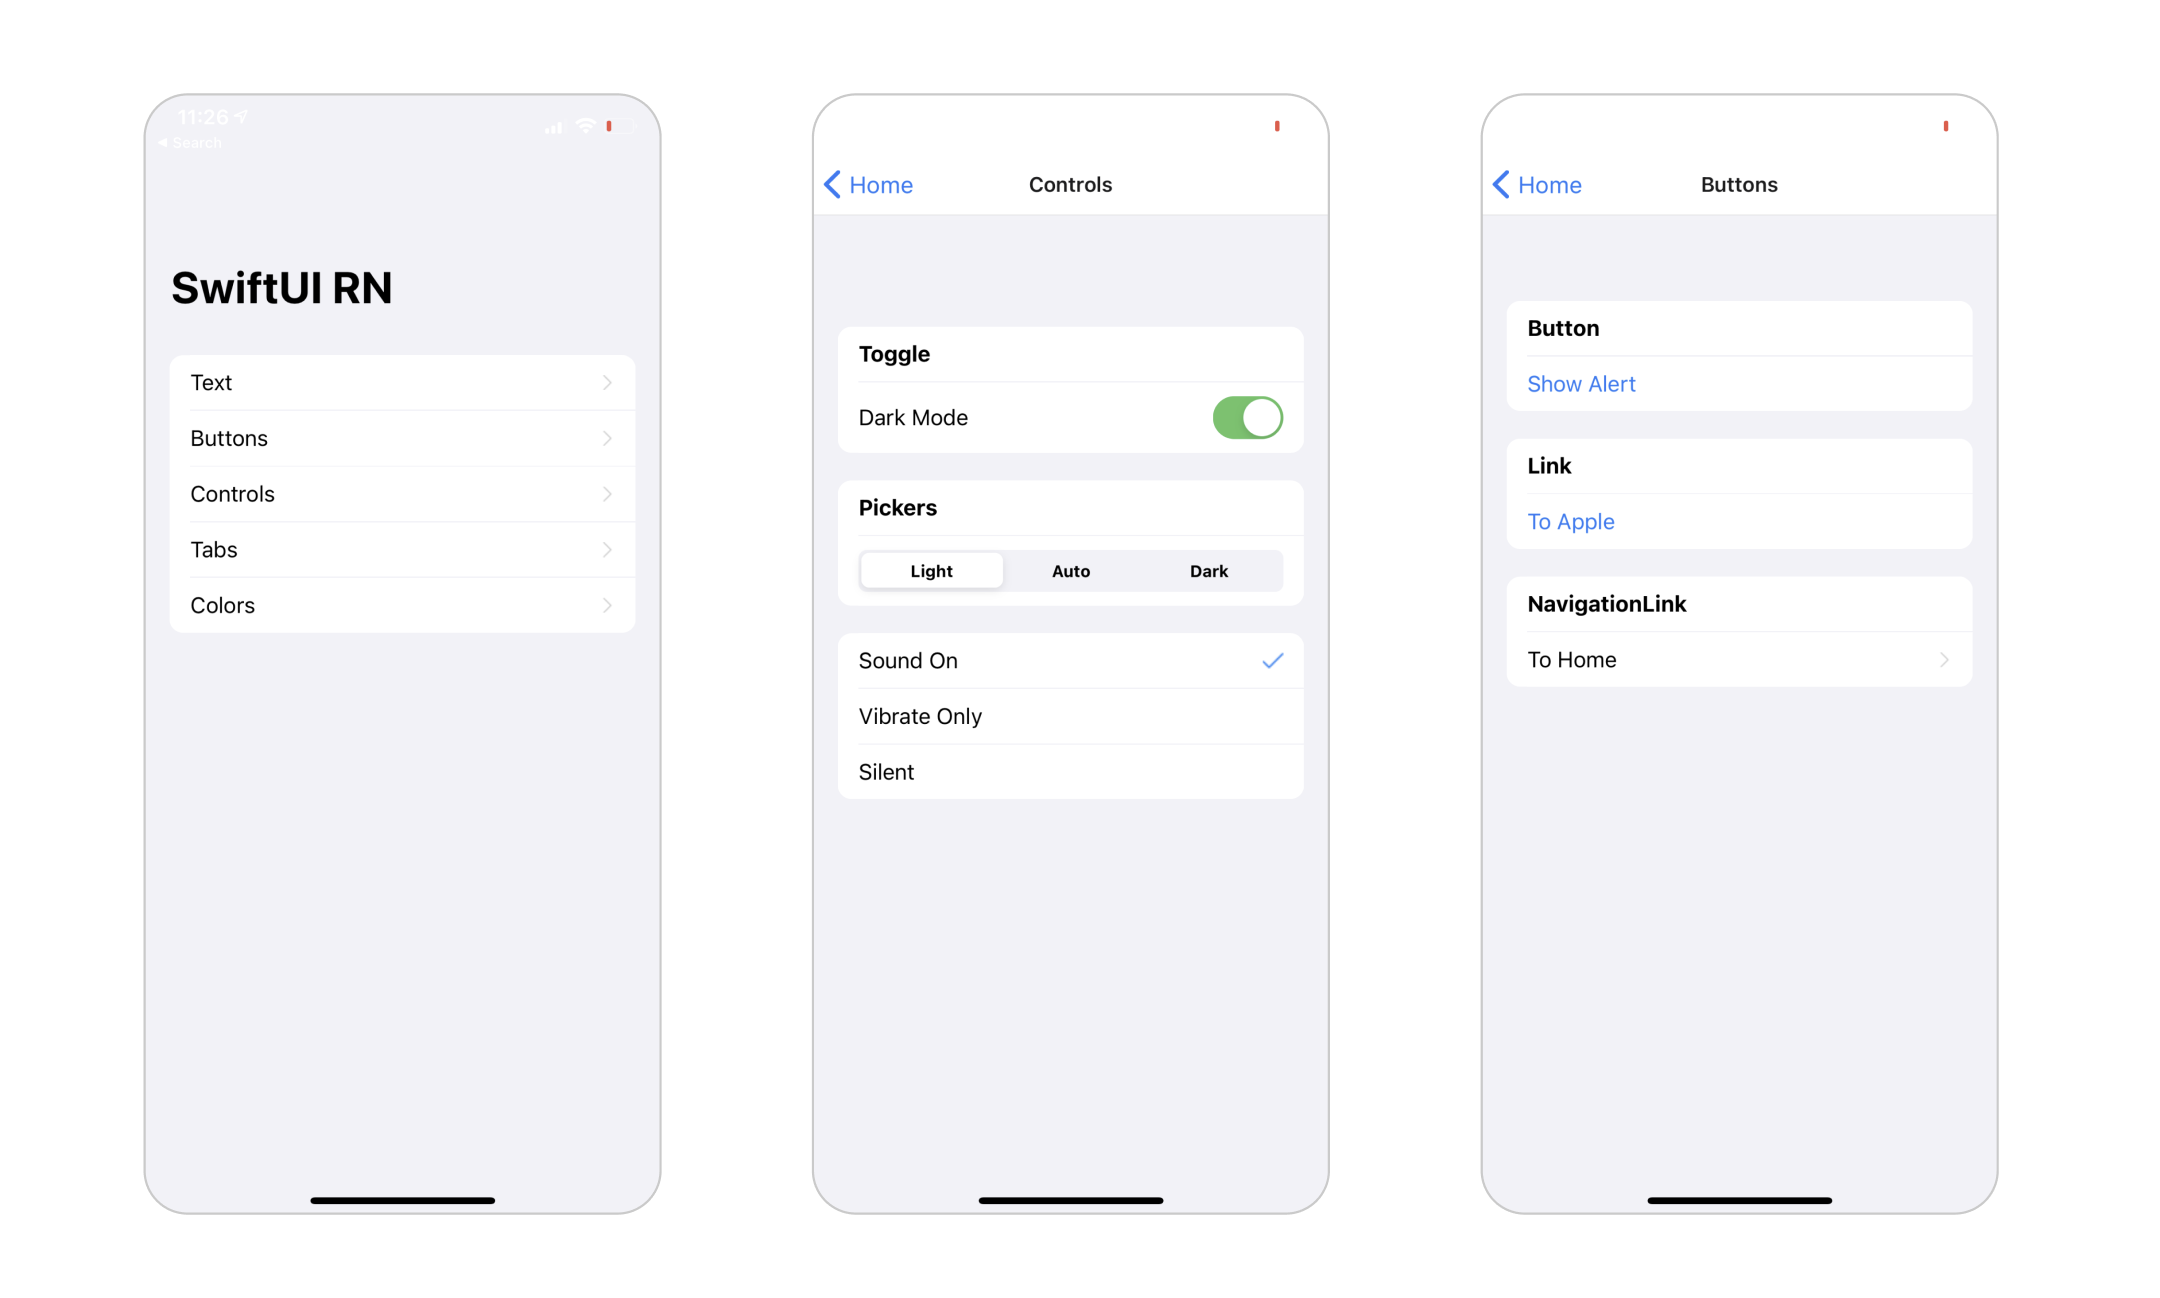 11:26
◀ Search
SwiftUI RN
Text
Buttons
Controls
Tabs
Colors
Home
Controls
Toggle
Dark Mode
Pickers
Light Auto Dark
Sound On
Vibrate Only
Silent
Home
Buttons
Button
Show Alert
Link
To Apple
NavigationLink
To Home